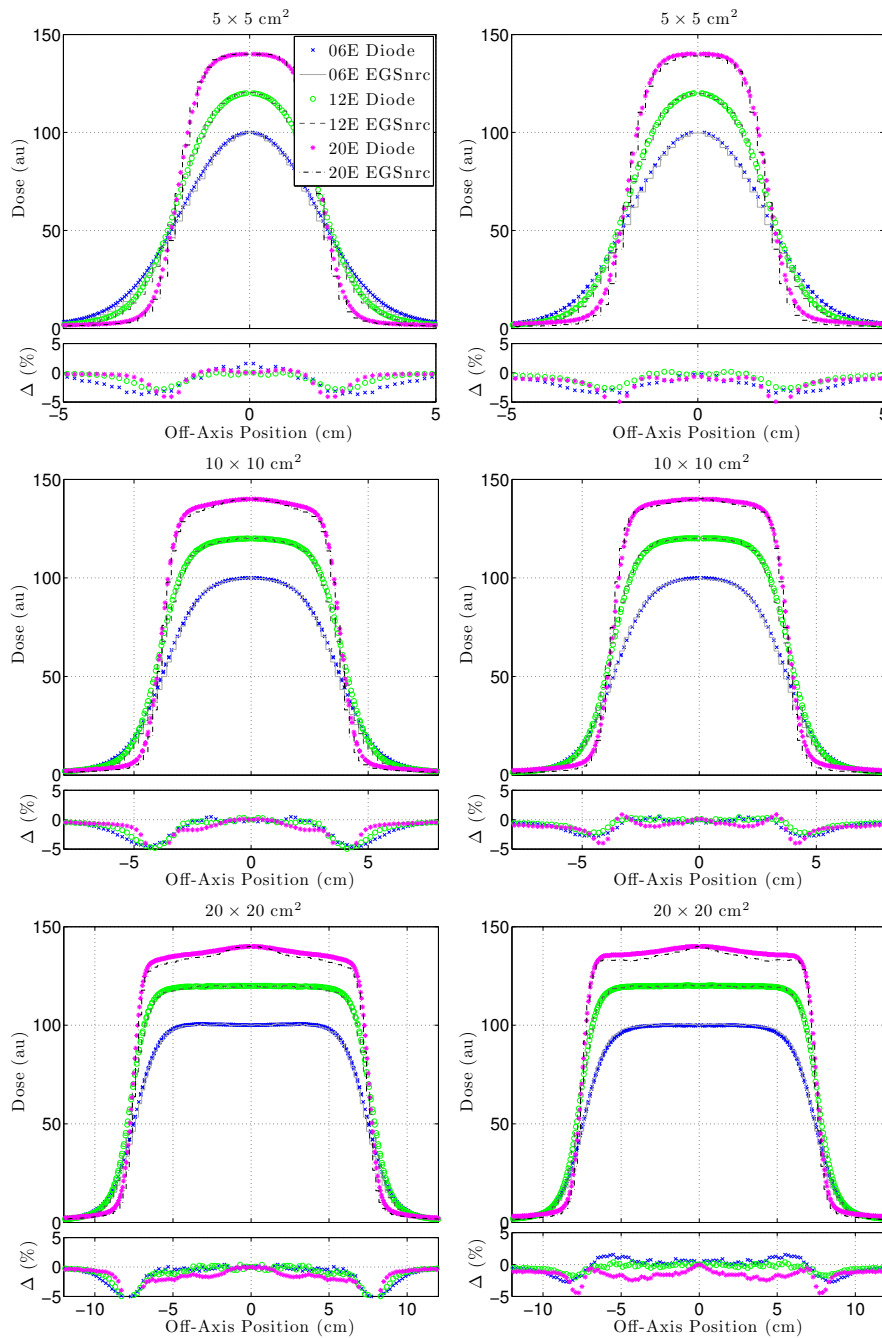 5 × 5 cm²
150
100
50
0
Dose (au)
06E Diode
06E EGSnrc
12E Diode
12E EGSnrc
20E Diode
20E EGSnrc
5
0
−5
Δ (%)
−5 0 5
Off-Axis Position (cm)
5 × 5 cm²
150
100
50
0
Dose (au)
5
0
−5
Δ (%)
−5 0 5
Off-Axis Position (cm)
10 × 10 cm²
150
100
50
0
Dose (au)
5
0
−5
Δ (%)
−5 0 5
Off-Axis Position (cm)
10 × 10 cm²
150
100
50
0
Dose (au)
5
0
−5
Δ (%)
−5 0 5
Off-Axis Position (cm)
20 × 20 cm²
150
100
50
0
Dose (au)
5
0
−5
Δ (%)
−10 −5 0 5 10
Off-Axis Position (cm)
20 × 20 cm²
150
100
50
0
Dose (au)
5
0
−5
Δ (%)
−10 −5 0 5 10
Off-Axis Position (cm)